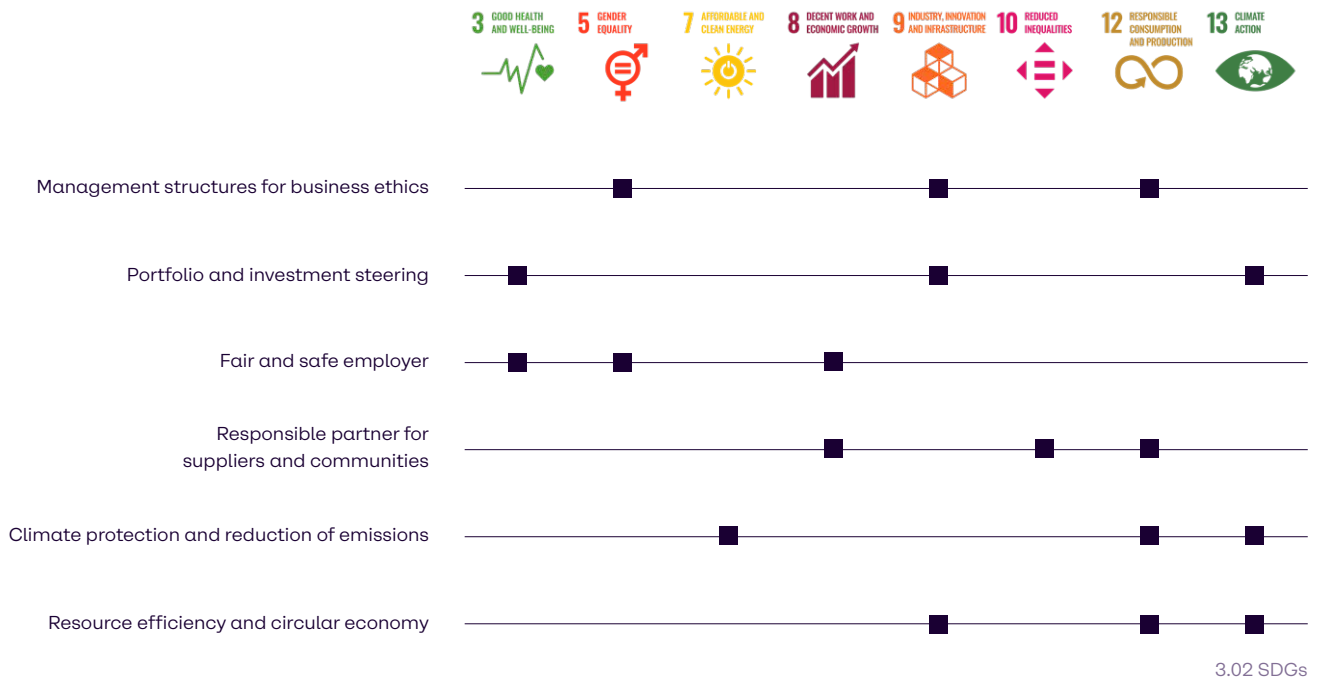 3 GOOD HEALTH
AND WELL-BEING
5 GENDER
EQUALITY
7 AFFORDABLE AND
CLEAN ENERGY
8 DECENT WORK AND
ECONOMIC GROWTH
9 INDUSTRY, INNOVATION
AND INFRASTRUCTURE
10 REDUCED
INEQUALITIES
12 RESPONSIBLE
CONSUMPTION
AND PRODUCTION
13 CLIMATE
ACTION
Management structures for business ethics
Portfolio and investment steering
Fair and safe employer
Responsible partner for
suppliers and communities
Climate protection and reduction of emissions
Resource efficiency and circular economy
3.02 SDGs